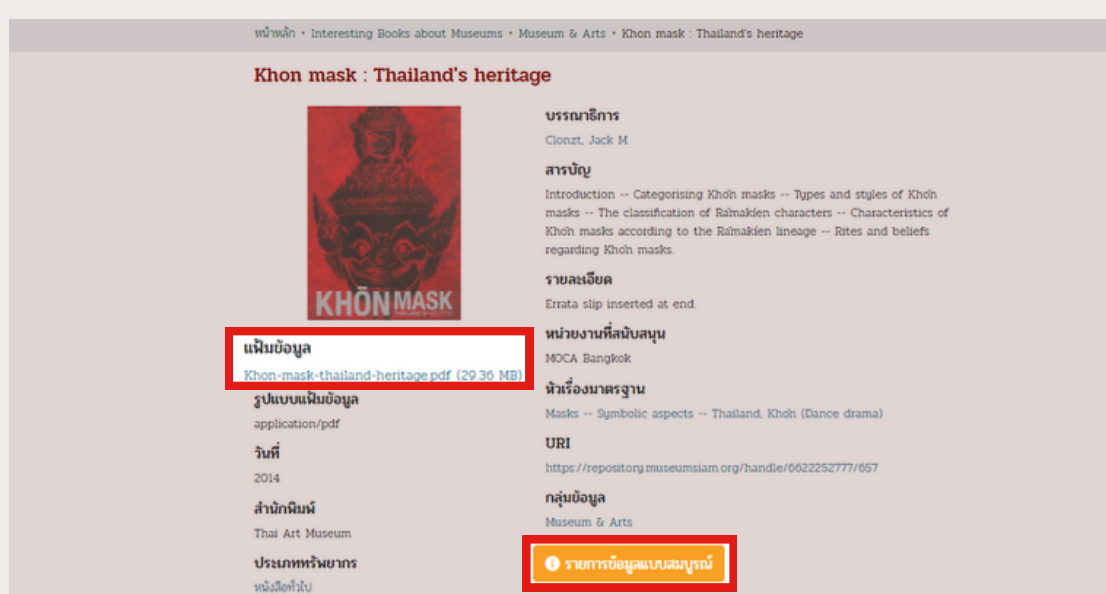 หน้าหลัก • Interesting Books about Museums • Museum & Arts • Khon mask : Thailand's heritage
Khon mask : Thailand's heritage
KHŌN MASK
แฟ้มข้อมูล
Khon-mask-thailand-heritage.pdf (29.36 MB)
รูปแบบแฟ้มข้อมูล
application/pdf
วันที่
2014
สำนักพิมพ์
Thai Art Museum
ประเภททรัพยากร
หนังสือทั่วไป
บรรณาธิการ
Clontz, Jack M.
สารบัญ
Introduction -- Categorising Khōn masks -- Types and styles of Khōn
masks -- The classification of Rāmakīen characters -- Characteristics of
Khōn masks according to the Rāmakīen lineage -- Rites and beliefs
regarding Khōn masks.
รายละเอียด
Errata slip inserted at end.
หน่วยงานที่สนับสนุน
MOCA Bangkok
หัวเรื่องมาตรฐาน
Masks -- Symbolic aspects -- Thailand, Khōn (Dance drama)
URI
https://repository.museumsiam.org/handle/6622252777/657
กลุ่มข้อมูล
Museum & Arts
รายการข้อมูลแบบสมบูรณ์